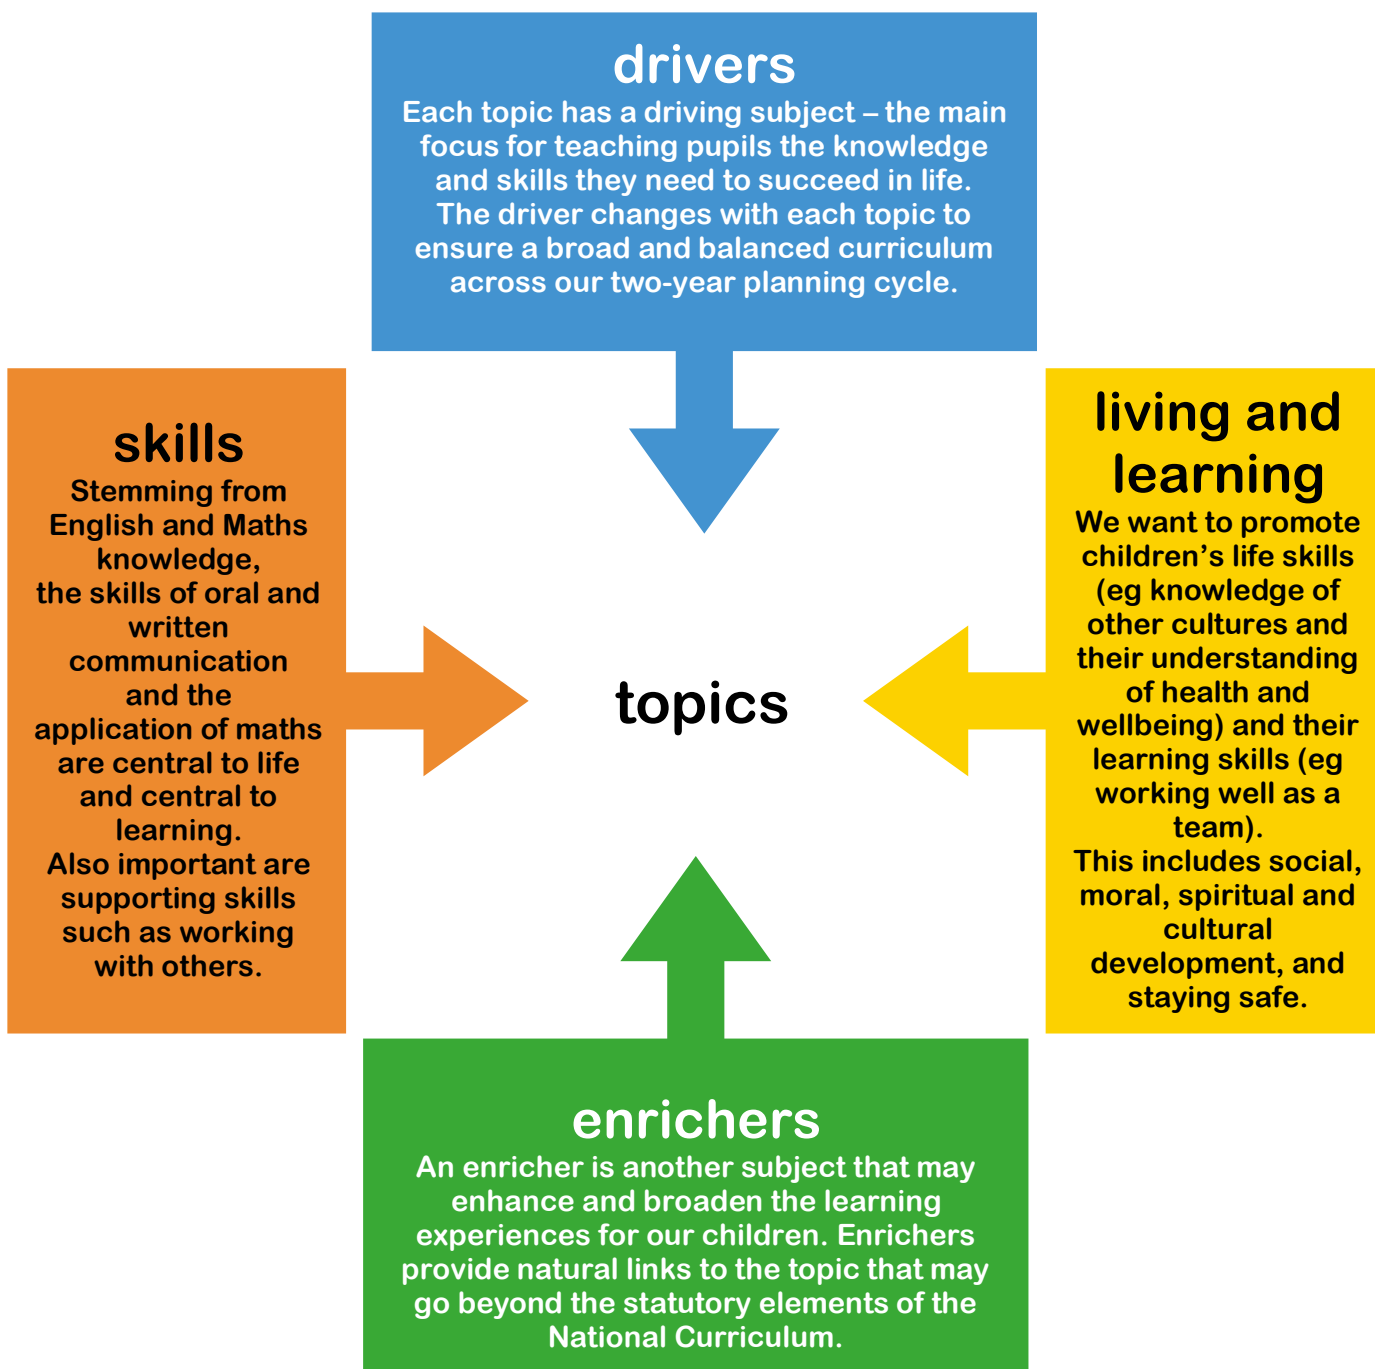 drivers
Each topic has a driving subject – the main
focus for teaching pupils the knowledge
and skills they need to succeed in life.
The driver changes with each topic to
ensure a broad and balanced curriculum
across our two-year planning cycle.
skills
Stemming from
English and Maths
knowledge,
the skills of oral and
written
communication
and the
application of maths
are central to life
and central to
learning.
Also important are
supporting skills
such as working
with others.
topics
living and
learning
We want to promote
children’s life skills
(eg knowledge of
other cultures and
their understanding
of health and
wellbeing) and their
learning skills (eg
working well as a
team).
This includes social,
moral, spiritual and
cultural
development, and
staying safe.
enrichers
An enricher is another subject that may
enhance and broaden the learning
experiences for our children. Enrichers
provide natural links to the topic that may
go beyond the statutory elements of the
National Curriculum.